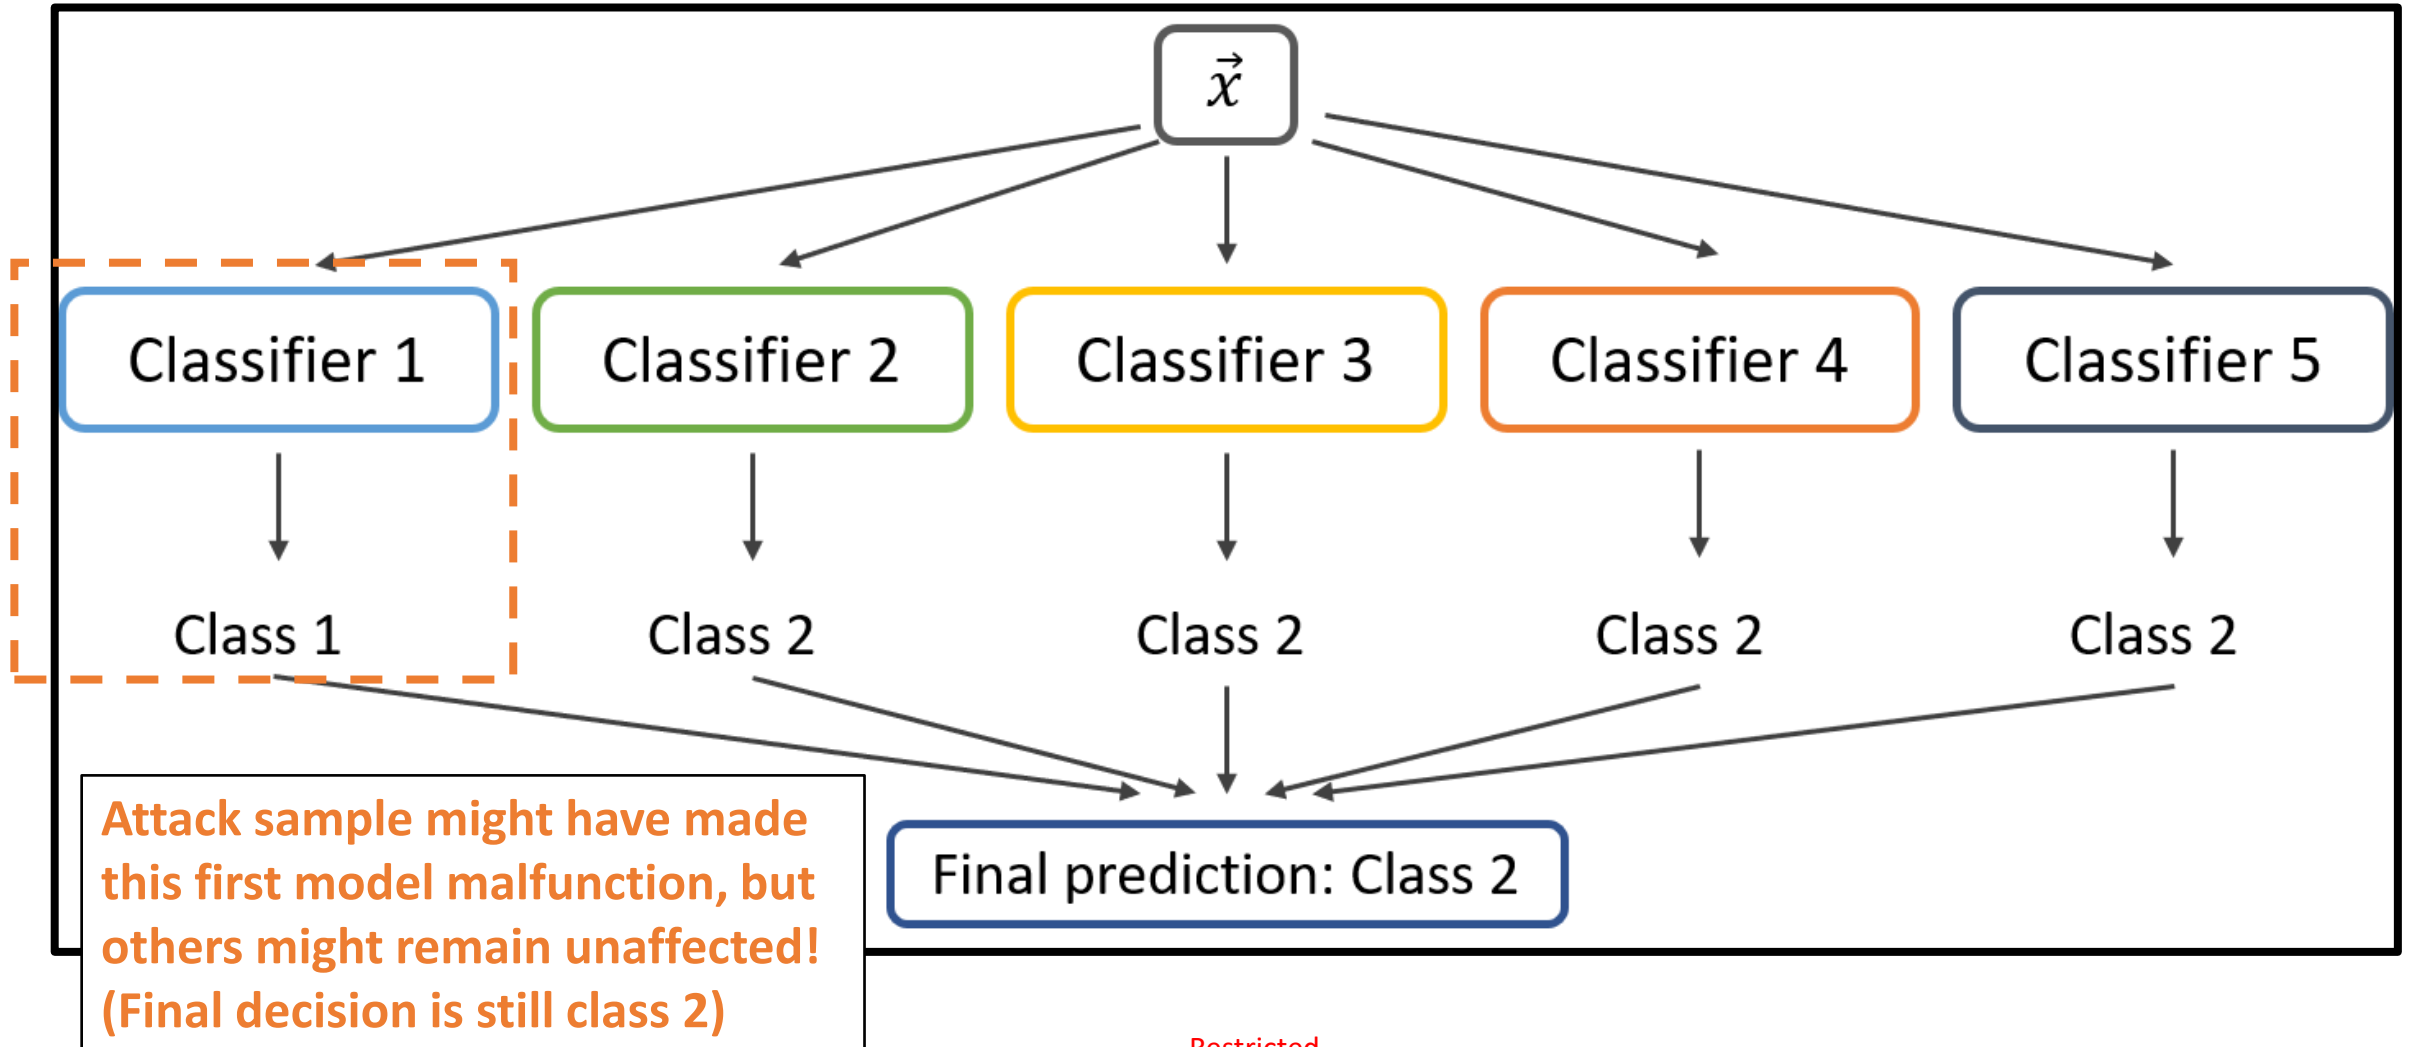 x⃗
Classifier 1
Classifier 2
Classifier 3
Classifier 4
Classifier 5
Class 1
Class 2
Class 2
Class 2
Class 2
Attack sample might have made
this first model malfunction, but
others might remain unaffected!
(Final decision is still class 2)
Final prediction: Class 2
Restricted